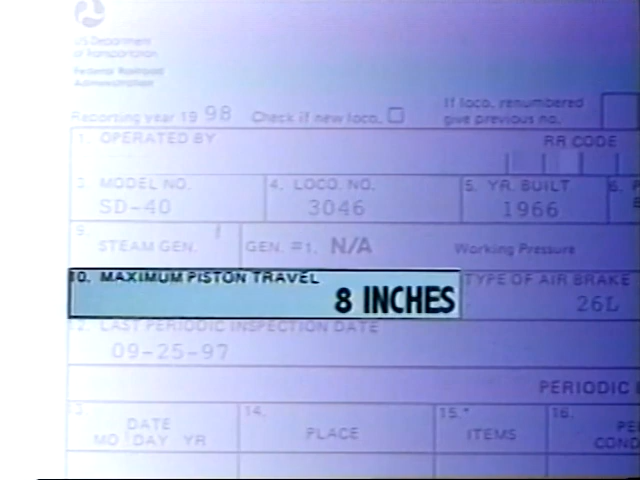 US Department
of Transportation
Federal Railroad
Administration
Reporting year 19 98 Check if new loco. If loco. renumbered
give previous no.
1. OPERATED BY RR CODE
3. MODEL NO. 4. LOCO. NO. 5. YR. BUILT 6.
SD-40 3046 1966
9. STEAM GEN. GEN. #1. N/A Working Pressure
10. MAXIMUM PISTON TRAVEL TYPE OF AIR BRAKE
8 INCHES 26L
12. LAST PERIODIC INSPECTION DATE
09-25-97
PERIODIC
13. 14. 15.* 16.
DATE PLACE ITEMS
MO DAY YR